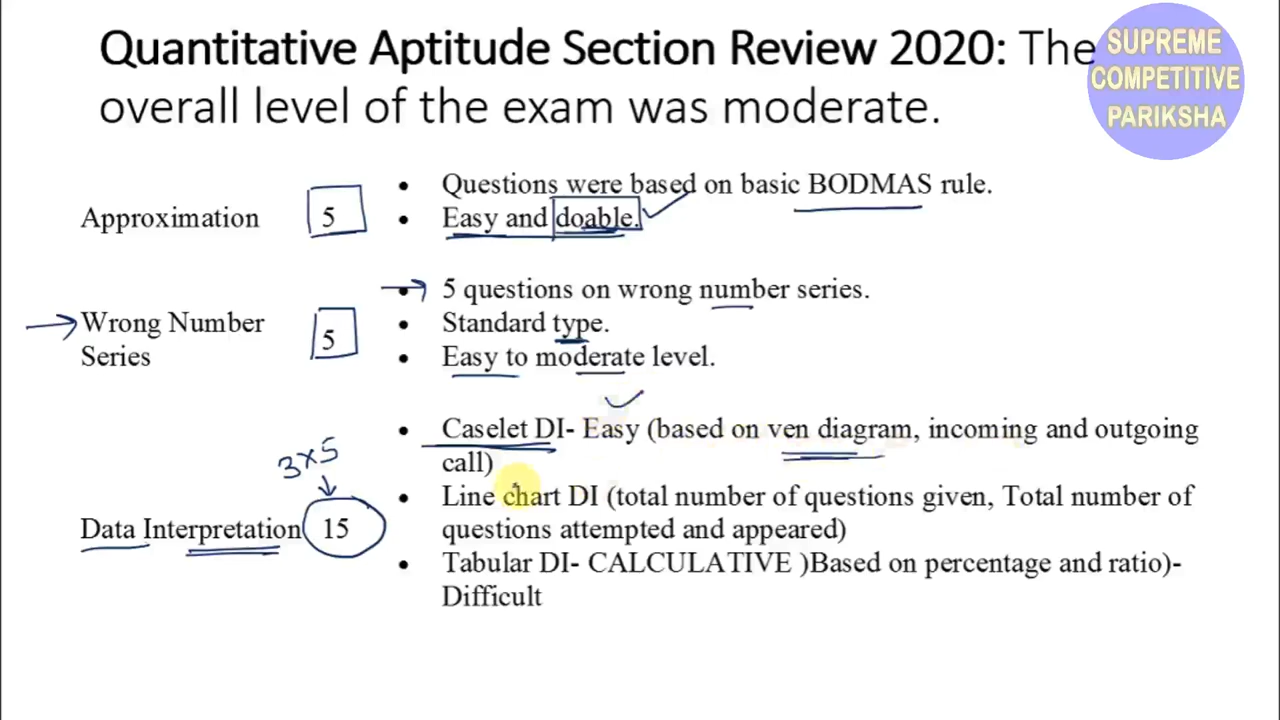 Quantitative Aptitude Section Review 2020: The
overall level of the exam was moderate.
SUPREME
COMPETITIVE
PARIKSHA
Approximation 5
• Questions were based on basic BODMAS rule.
• Easy and doable.
Wrong Number
Series
5
• 5 questions on wrong number series.
• Standard type.
• Easy to moderate level.
3x5
Data Interpretation 15
• Caselet DI- Easy (based on ven diagram, incoming and outgoing
call)
• Line chart DI (total number of questions given, Total number of
questions attempted and appeared)
• Tabular DI- CALCULATIVE )Based on percentage and ratio)-
Difficult